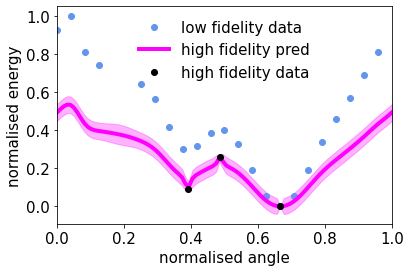 low fidelity data
high fidelity pred
high fidelity data
normalised energy
1.0
0.8
0.6
0.4
0.2
0.0
0.0 0.2 0.4 0.6 0.8 1.0
normalised angle